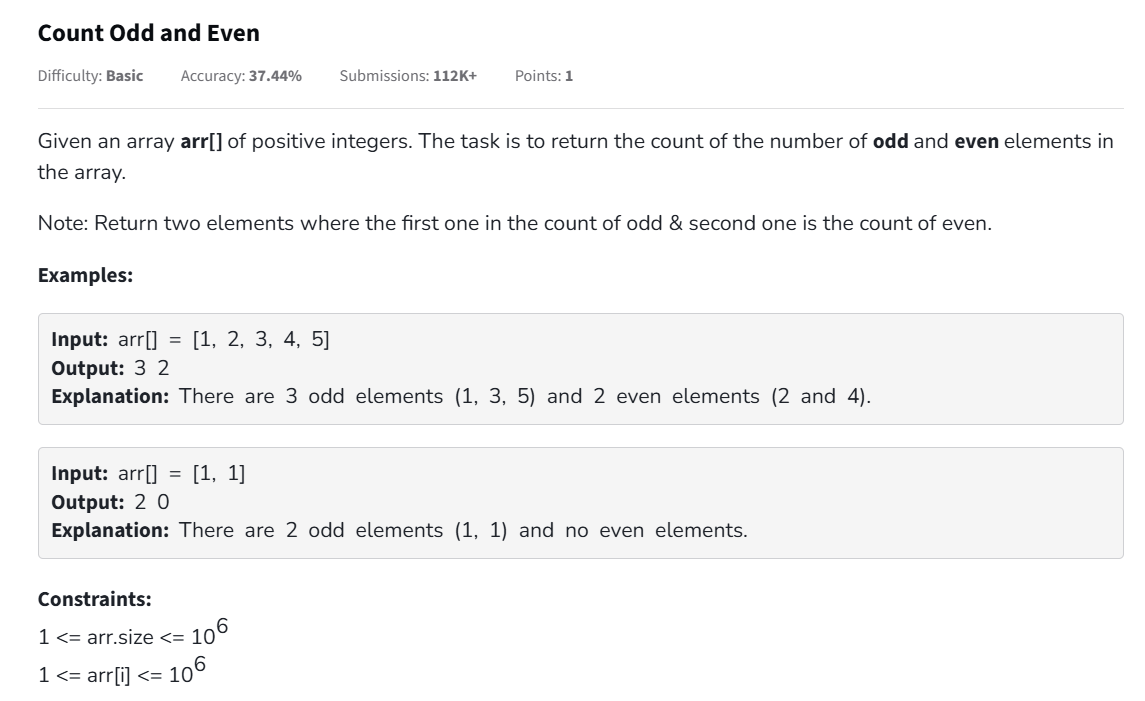 Count Odd and Even
Difficulty: Basic Accuracy: 37.44% Submissions: 112K+ Points: 1
Given an array arr[] of positive integers. The task is to return the count of the number of odd and even elements in
the array.
Note: Return two elements where the first one in the count of odd & second one is the count of even.
Examples:
Input: arr[] = [1, 2, 3, 4, 5]
Output: 3 2
Explanation: There are 3 odd elements (1, 3, 5) and 2 even elements (2 and 4).
Input: arr[] = [1, 1]
Output: 2 0
Explanation: There are 2 odd elements (1, 1) and no even elements.
Constraints:
1 <= arr.size <= 10^6
1 <= arr[i] <= 10^6